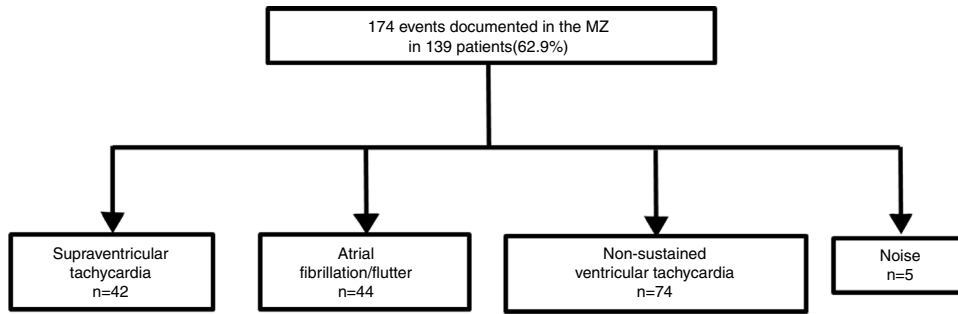 174 events documented in the MZ
in 139 patients(62.9%)
Supraventricular
tachycardia
n=42
Atrial
fibrillation/flutter
n=44
Non-sustained
ventricular tachycardia
n=74
Noise
n=5